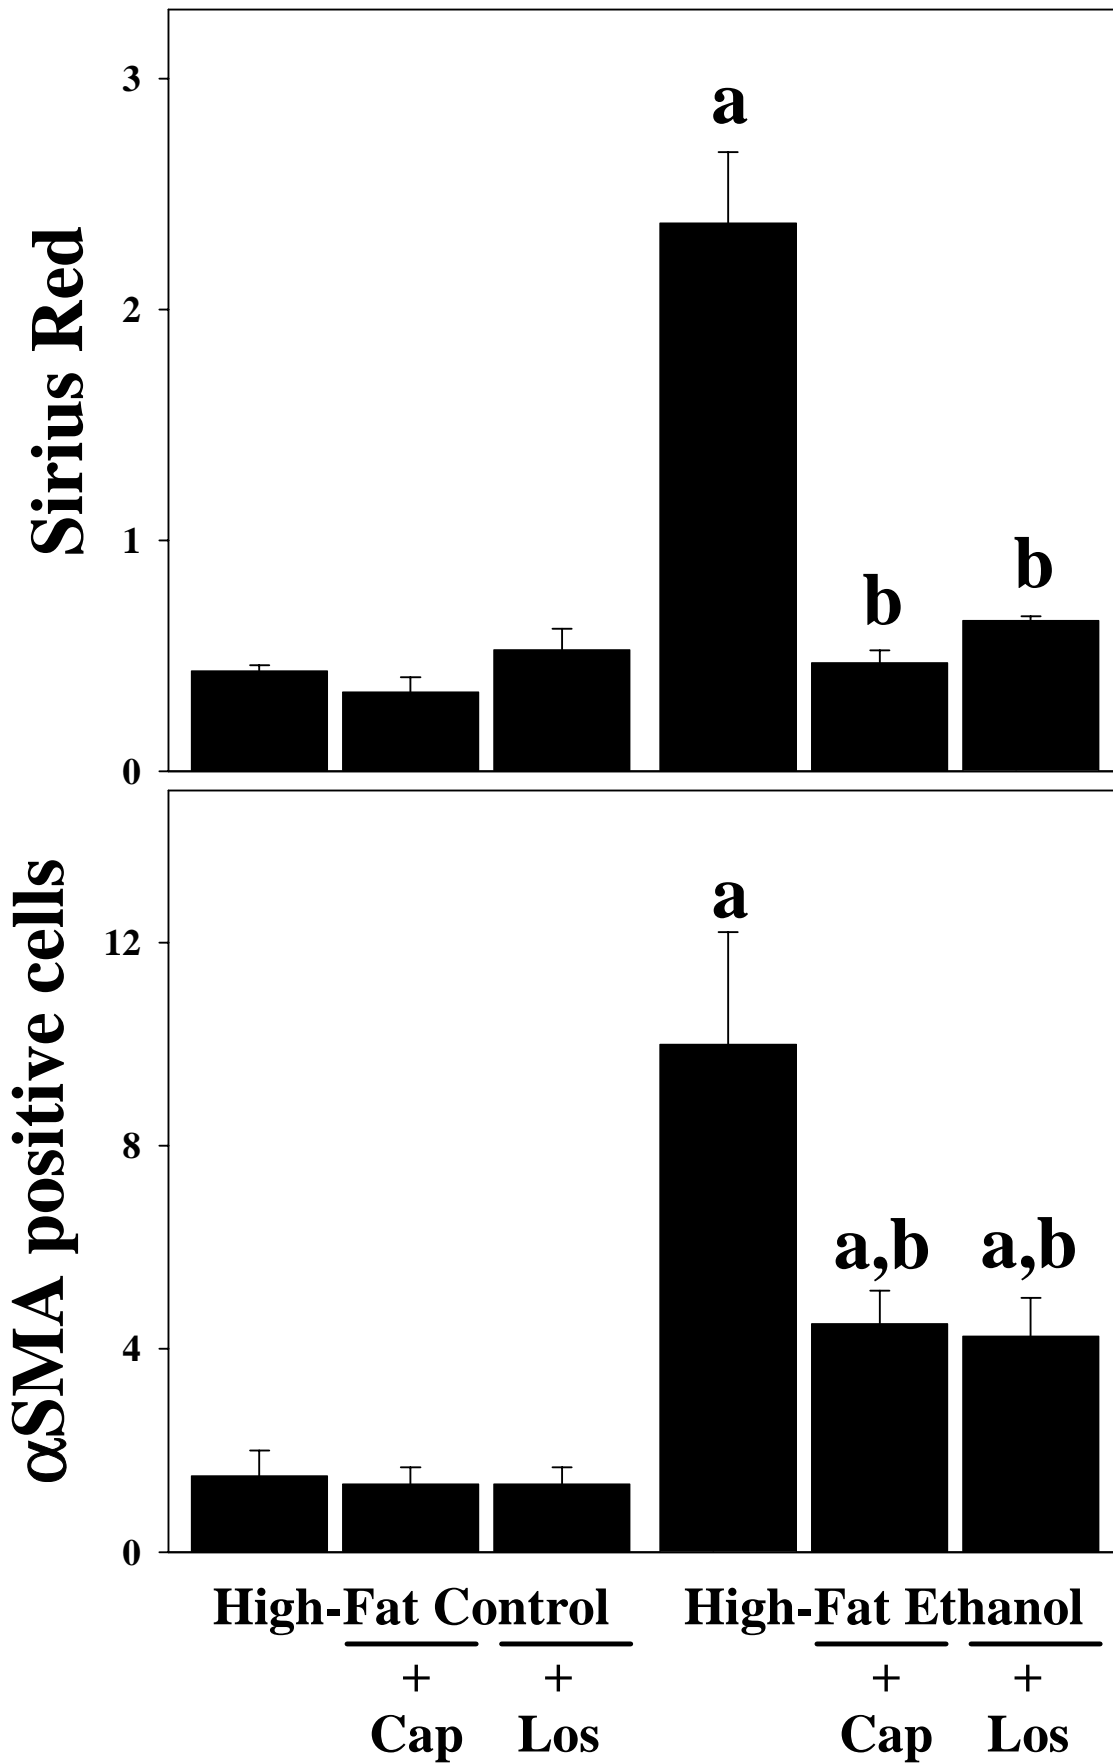 Sirius Red
3
2
1
0
a
b
b
αSMA positive cells
12
8
4
0
a
a,b
a,b
High-Fat Control High-Fat Ethanol
+ + + +
Cap Los Cap Los